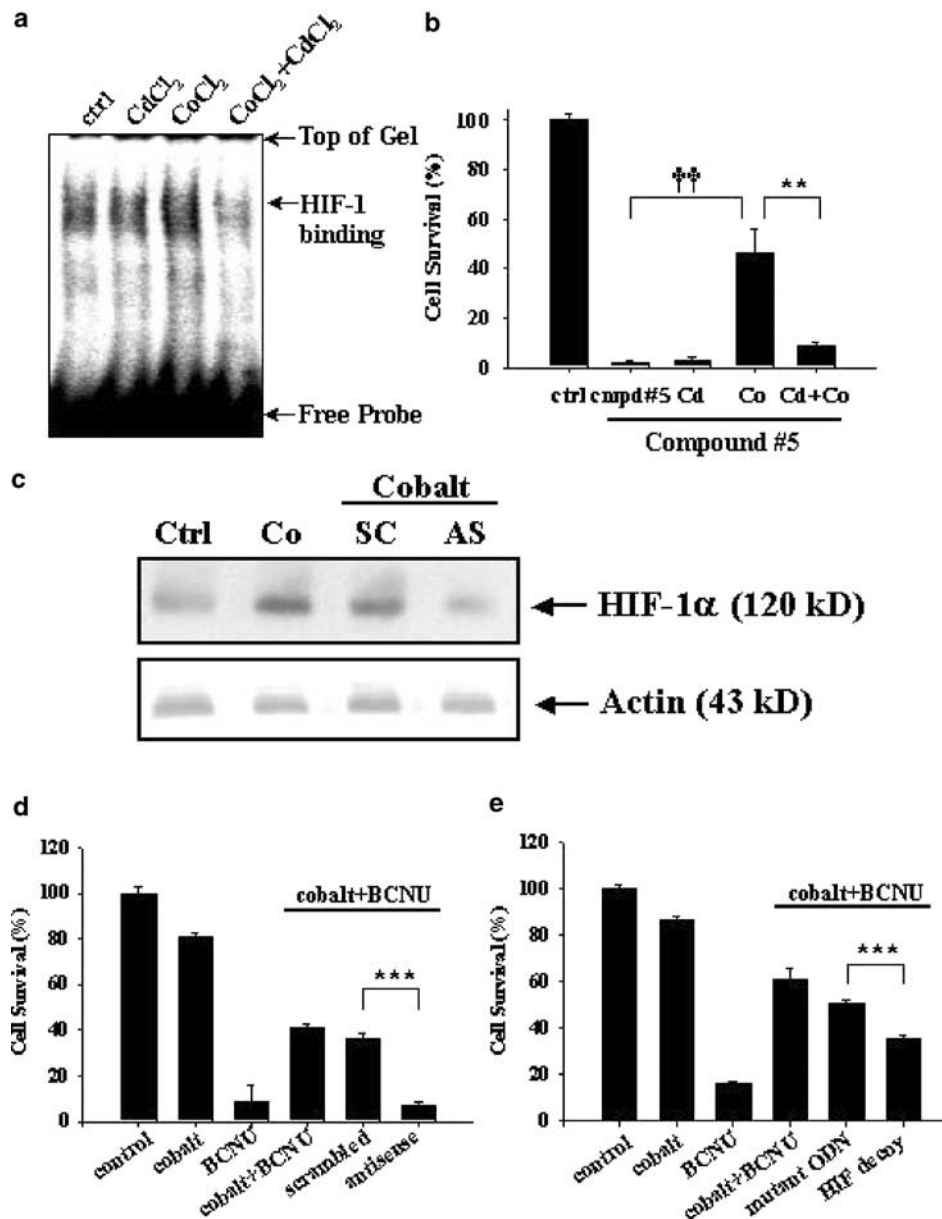 a
ctrl
CdCl2
CoCl2
CoCl2+CdCl2
Top of Gel
HIF-1
binding
Free Probe
b
Cell Survival (%)
100
80
60
40
20
0
‡‡
**
ctrl cmpd#5 Cd Co Cd+Co
Compound #5
c
Cobalt
Ctrl Co SC AS
HIF-1α (120 kD)
Actin (43 kD)
d
Cell Survival (%)
120
100
80
60
40
20
0
cobalt+BCNU
***
control
cobalt
BCNU
cobalt+BCNU
scrambled
antisense
e
Cell Survival (%)
120
100
80
60
40
20
0
cobalt+BCNU
***
control
cobalt
BCNU
cobalt+BCNU
mutant ODN
HIF decoy